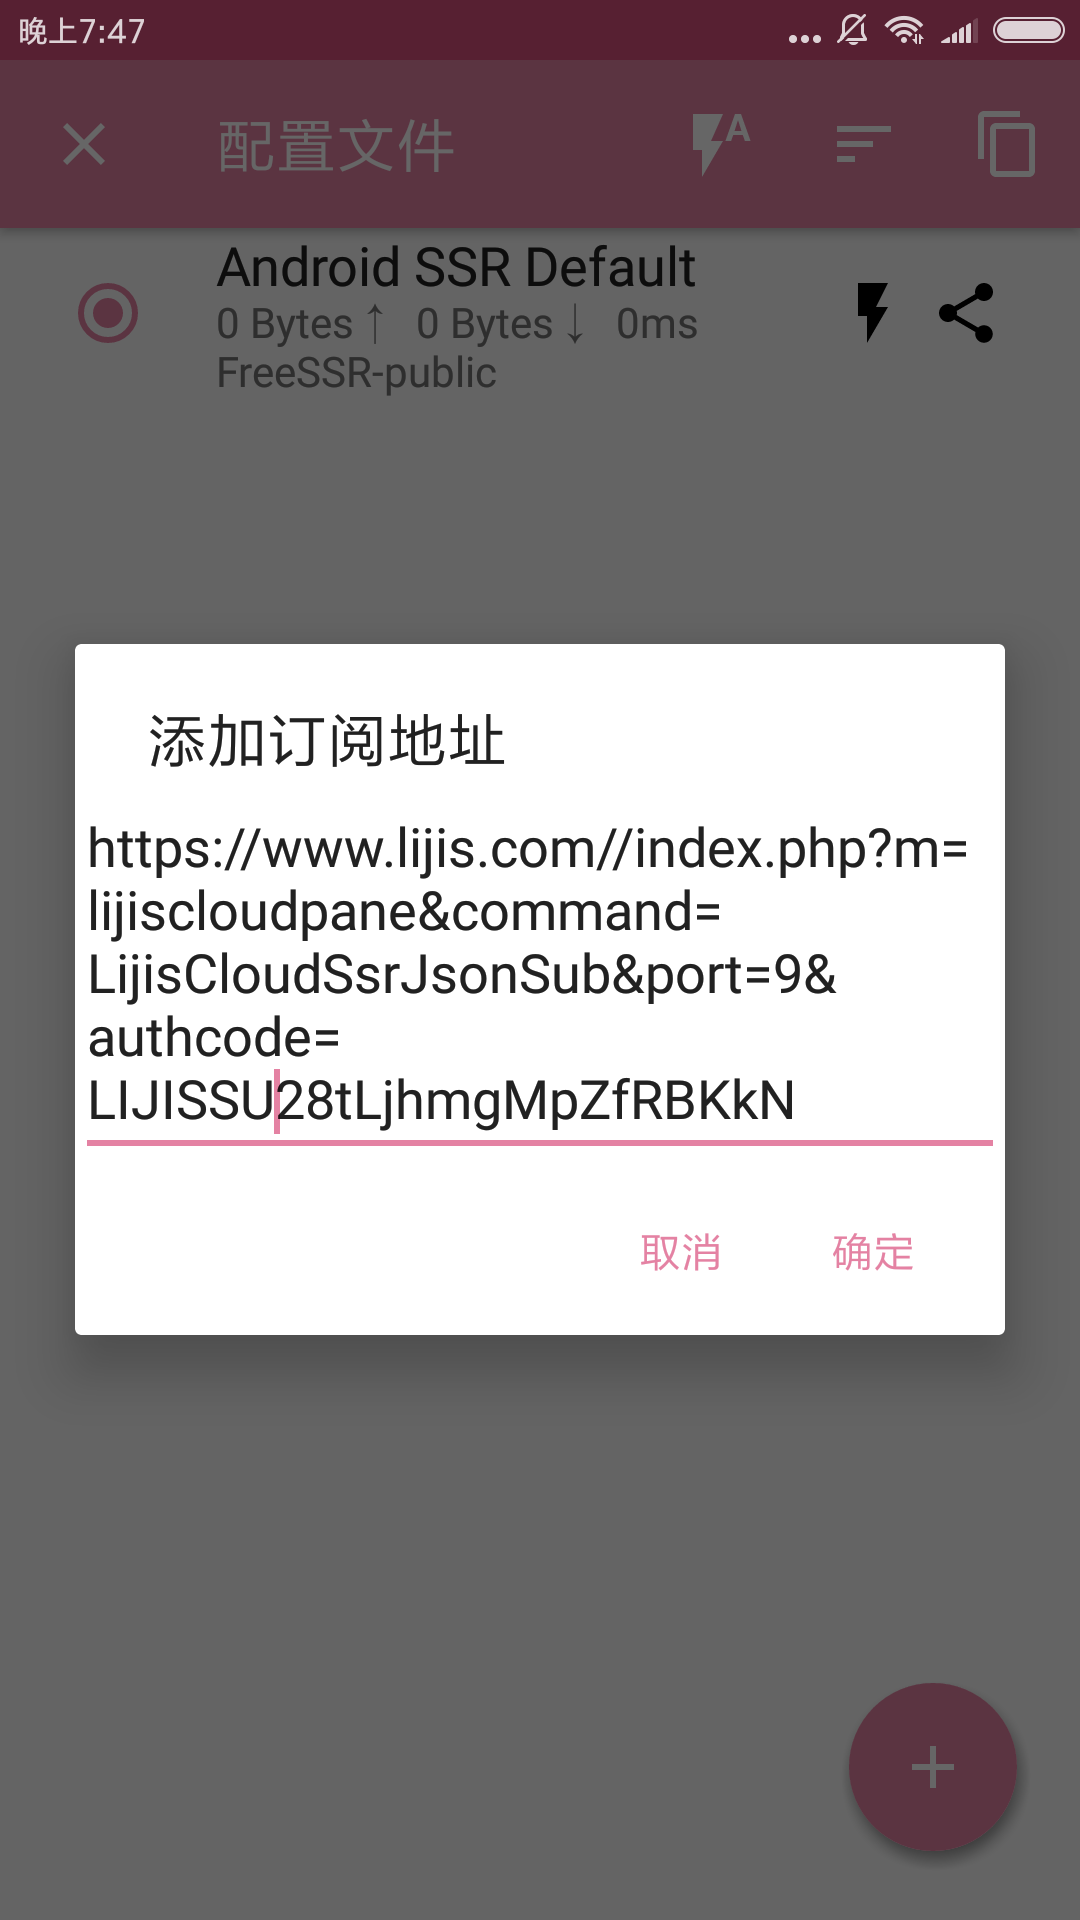 晚上7:47
配置文件
A
Android SSR Default
0 Bytes↑ 0 Bytes↓ 0ms
FreeSSR-public
添加订阅地址
https://www.lijis.com//index.php?m=
lijiscloudpane&command=
LijisCloudSsrJsonSub&port=9&
authcode=
LIJISSU28tLjhmgMpZfRBKkN
取消 确定